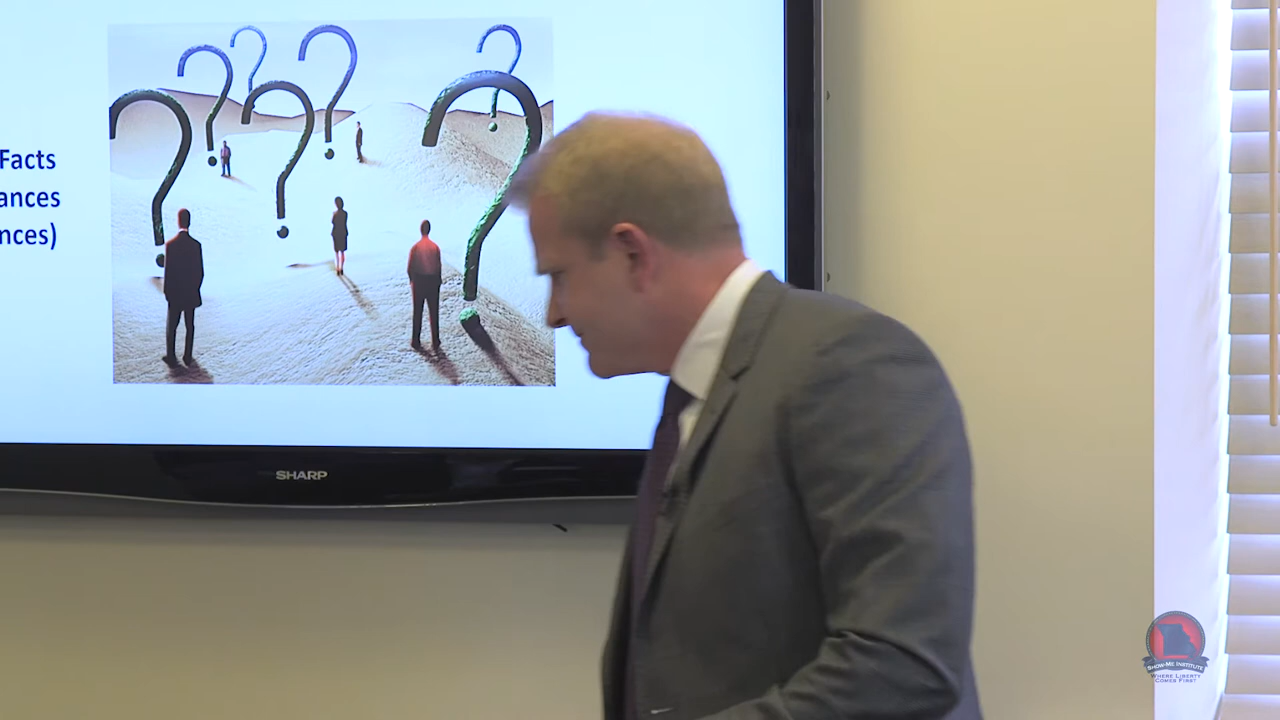 Facts
ances
nces)
SHARP
SHOW-ME INSTITUTE
WHERE LIBERTY
COMES FIRST